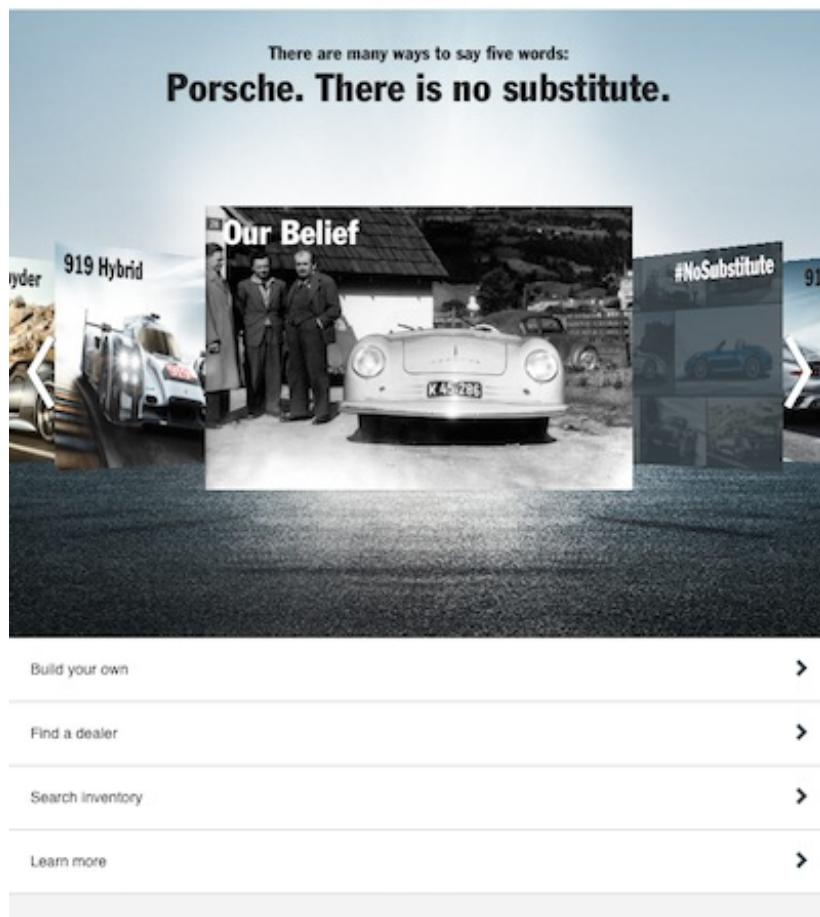 There are many ways to say five words:
Porsche. There is no substitute.
Our Belief
yder
919 Hybrid
#NoSubstitute
91
K 45 286
Build your own
Find a dealer
Search inventory
Learn more